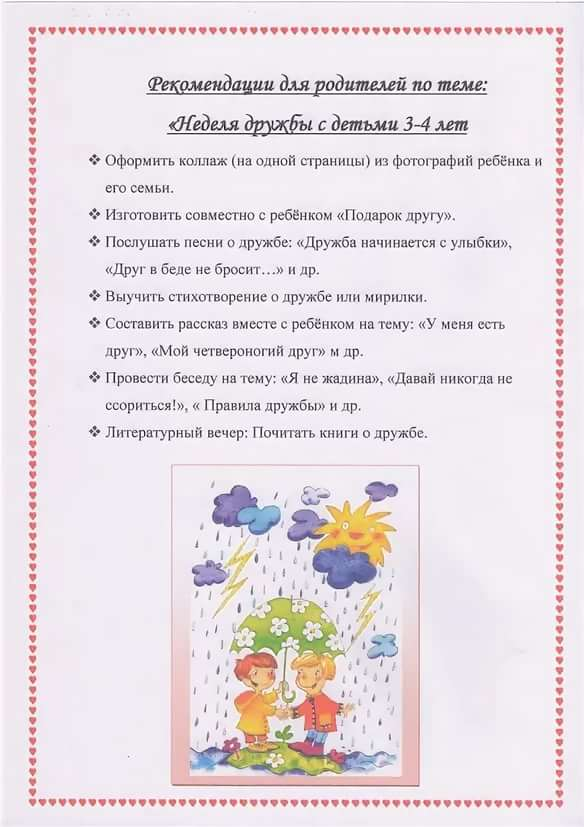 Рекомендации для родителей по теме:
«Неделя дружбы с детьми 3-4 лет
❖ Оформить коллаж (на одной страницы) из фотографий ребёнка и
его семьи.
❖ Изготовить совместно с ребёнком «Подарок другу».
❖ Послушать песни о дружбе: «Дружба начинается с улыбки»,
«Друг в беде не бросит…» и др.
❖ Выучить стихотворение о дружбе или мирилки.
❖ Составить рассказ вместе с ребёнком на тему: «У меня есть
друг», «Мой четвероногий друг» м др.
❖ Провести беседу на тему: «Я не жадина», «Давай никогда не
ссориться!», « Правила дружбы» и др.
❖ Литературный вечер: Почитать книги о дружбе.